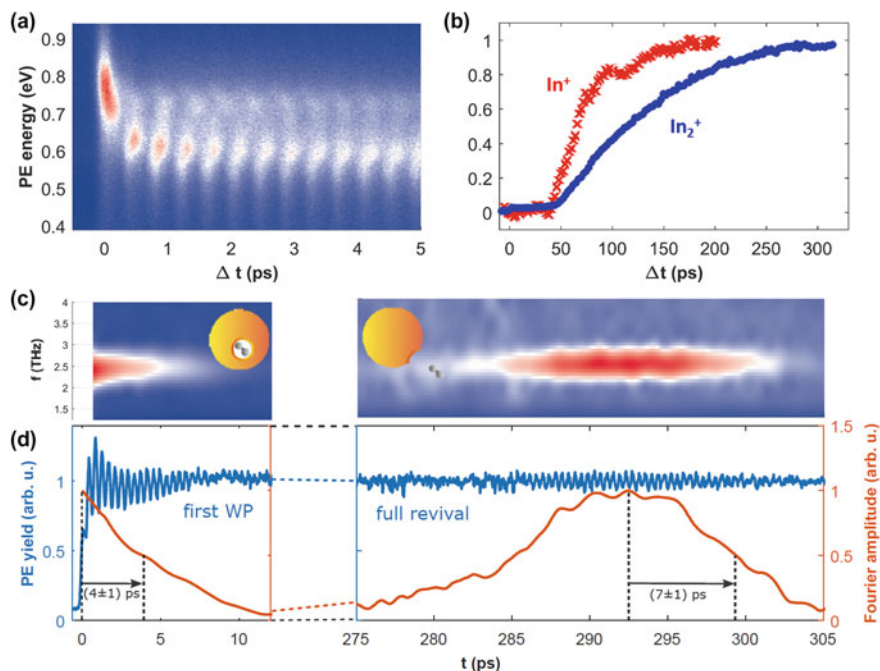 (a)
0.9
0.8
0.7
0.6
0.5
0.4
PE energy (eV)
0 1 2 3 4 5
Δ t (ps)
(b)
1
0.8
0.6
0.4
0.2
0
In+
In2+
0 50 100 150 200 250 300
Δt (ps)
(c)
4
3.5
3
2.5
2
1.5
f (THz)
(d)
1
0.5
0
PE yield (arb. u.)
first WP
(4±1) ps
full revival
(7±1) ps
1.5
1
0.5
0
Fourier amplitude (arb. u.)
0 5 10 275 280 285 290 295 300 305
t (ps)